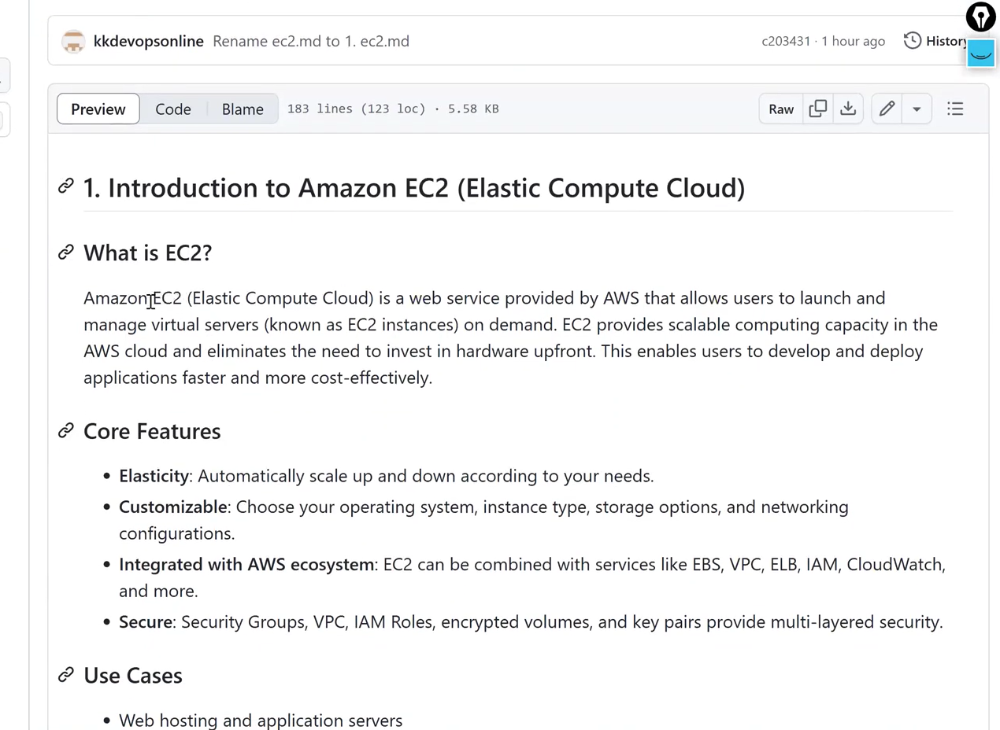 kkdevopsonline Rename ec2.md to 1. ec2.md c203431 · 1 hour ago History
Preview Code Blame 183 lines (123 loc) · 5.58 KB Raw
1. Introduction to Amazon EC2 (Elastic Compute Cloud)
What is EC2?
Amazon EC2 (Elastic Compute Cloud) is a web service provided by AWS that allows users to launch and
manage virtual servers (known as EC2 instances) on demand. EC2 provides scalable computing capacity in the
AWS cloud and eliminates the need to invest in hardware upfront. This enables users to develop and deploy
applications faster and more cost-effectively.
Core Features
• Elasticity: Automatically scale up and down according to your needs.
• Customizable: Choose your operating system, instance type, storage options, and networking
configurations.
• Integrated with AWS ecosystem: EC2 can be combined with services like EBS, VPC, ELB, IAM, CloudWatch,
and more.
• Secure: Security Groups, VPC, IAM Roles, encrypted volumes, and key pairs provide multi-layered security.
Use Cases
• Web hosting and application servers